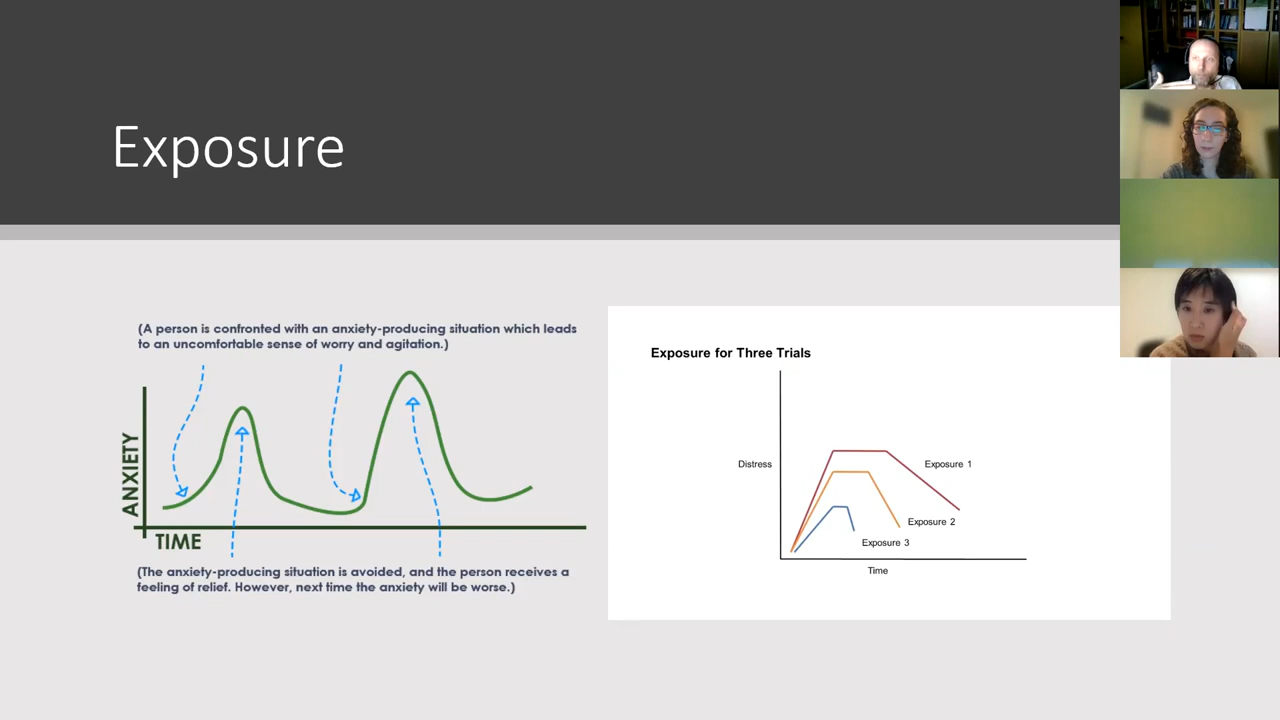 Exposure
(A person is confronted with an anxiety-producing situation which leads
to an uncomfortable sense of worry and agitation.)
ANXIETY
TIME
(The anxiety-producing situation is avoided, and the person receives a
feeling of relief. However, next time the anxiety will be worse.)
Exposure for Three Trials
Distress
Exposure 1
Exposure 2
Exposure 3
Time